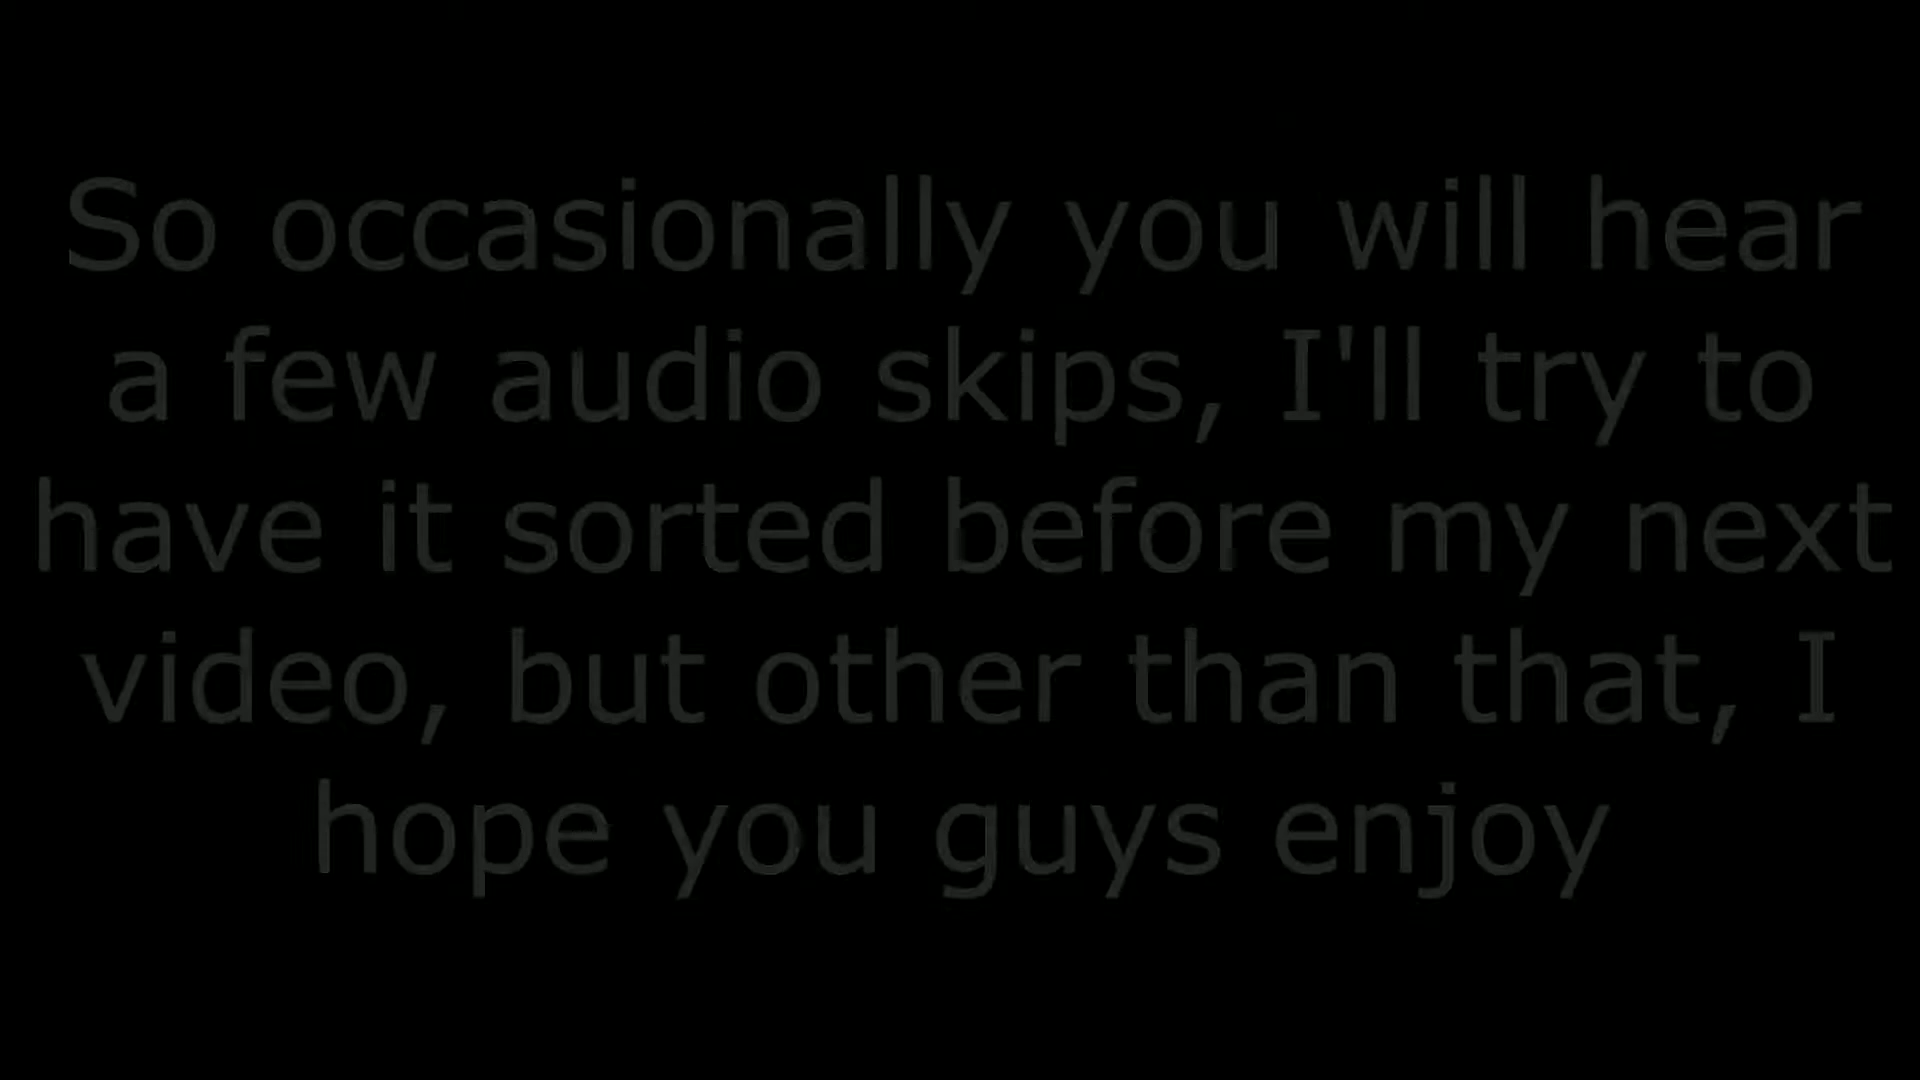 So occasionally you will hear
a few audio skips, I'll try to
have it sorted before my next
video, but other than that, I
hope you guys enjoy